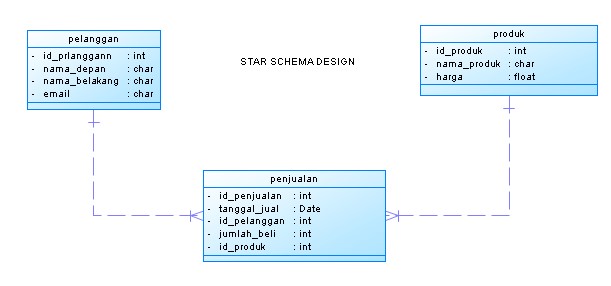 pelanggan
- id_prlanggann : int
- nama_depan : char
- nama_belakang : char
- email : char
STAR SCHEMA DESIGN
produk
- id_produk : int
- nama_produk : char
- harga : float
penjualan
- id_penjualan : int
- tanggal_jual : Date
- id_pelanggan : int
- jumlah_beli : int
- id_produk : int